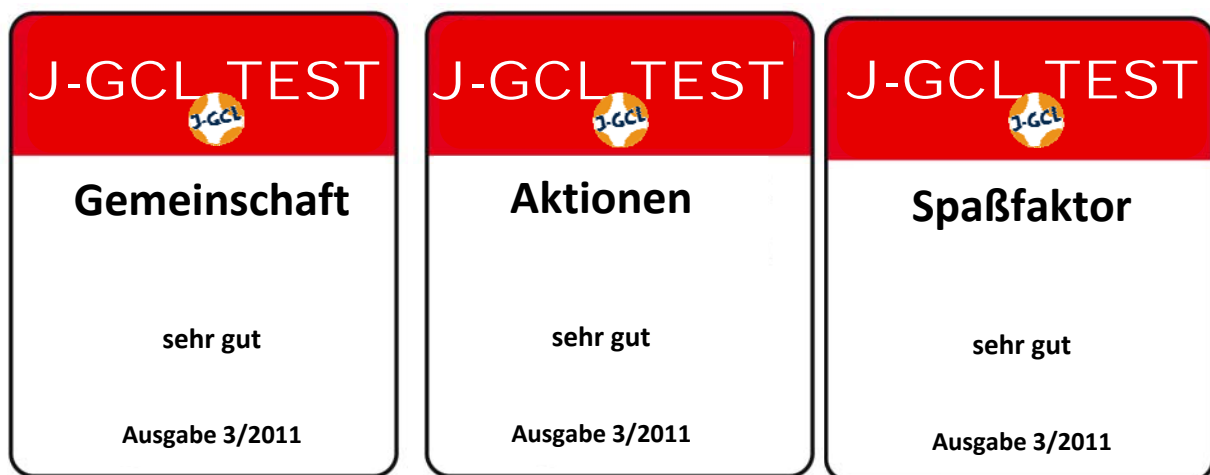 J-GCL TEST
J-GCL
Gemeinschaft
sehr gut
Ausgabe 3/2011
J-GCL TEST
J-GCL
Aktionen
sehr gut
Ausgabe 3/2011
J-GCL TEST
J-GCL
Spaßfaktor
sehr gut
Ausgabe 3/2011